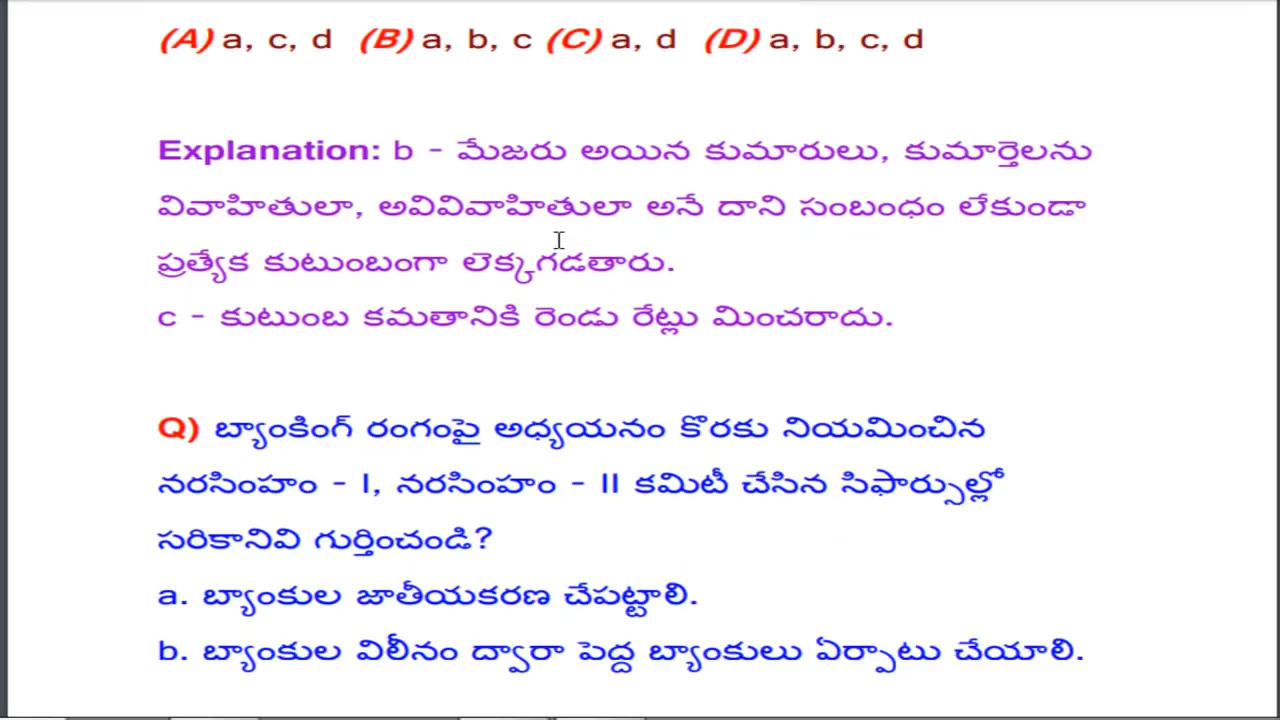 (A) a, c, d (B) a, b, c (C) a, d (D) a, b, c, d
Explanation: b - మేజరు అయిన కుమారులు, కుమార్తెలను
వివాహితులా, అవివివాహితులా అనే దాని సంబంధం లేకుండా
ప్రత్యేక కుటుంబంగా లెక్కగడతారు.
c - కుటుంబ కమతానికి రెండు రేట్లు మించరాదు.
Q) బ్యాంకింగ్ రంగంపై అధ్యయనం కొరకు నియమించిన
నరసింహం - I, నరసింహం - II కమిటీ చేసిన సిఫార్సుల్లో
సరికానివి గుర్తించండి?
a. బ్యాంకుల జాతీయకరణ చేపట్టాలి.
b. బ్యాంకుల విలీనం ద్వారా పెద్ద బ్యాంకులు ఏర్పాటు చేయాలి.